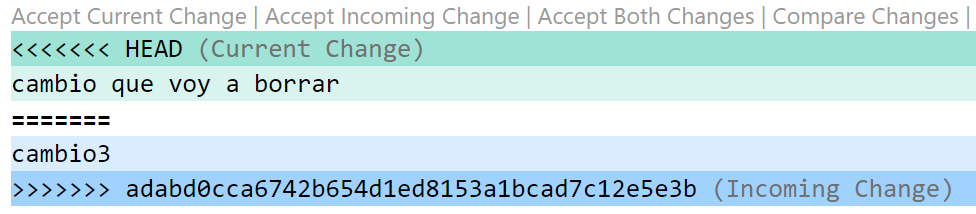 Accept Current Change | Accept Incoming Change | Accept Both Changes | Compare Changes |
<<<<<<< HEAD (Current Change)
cambio que voy a borrar
=======
cambio3
>>>>>>> adabd0cca6742b654d1ed8153a1bcad7c12e5e3b (Incoming Change)